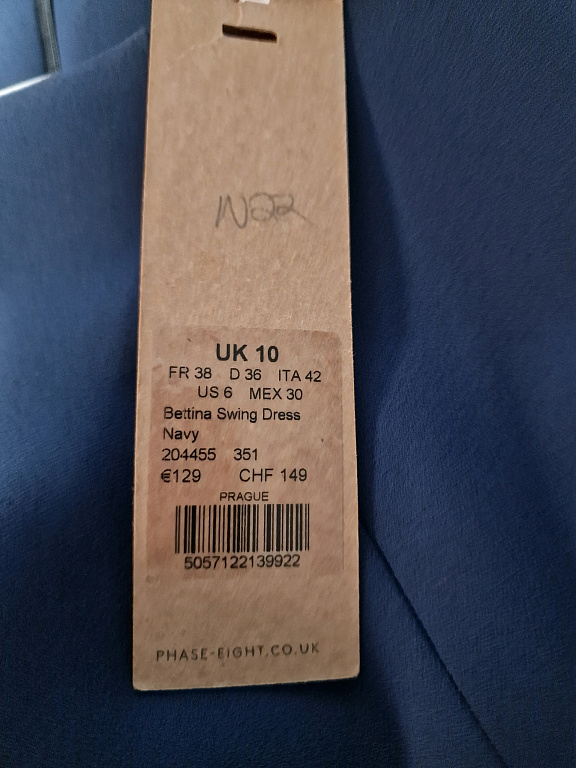 UK 10
FR 38 D 36 ITA 42
US 6 MEX 30
Bettina Swing Dress
Navy
204455 351
€129 CHF 149
PRAGUE
5057122139922
PHASE-EIGHT.CO.UK